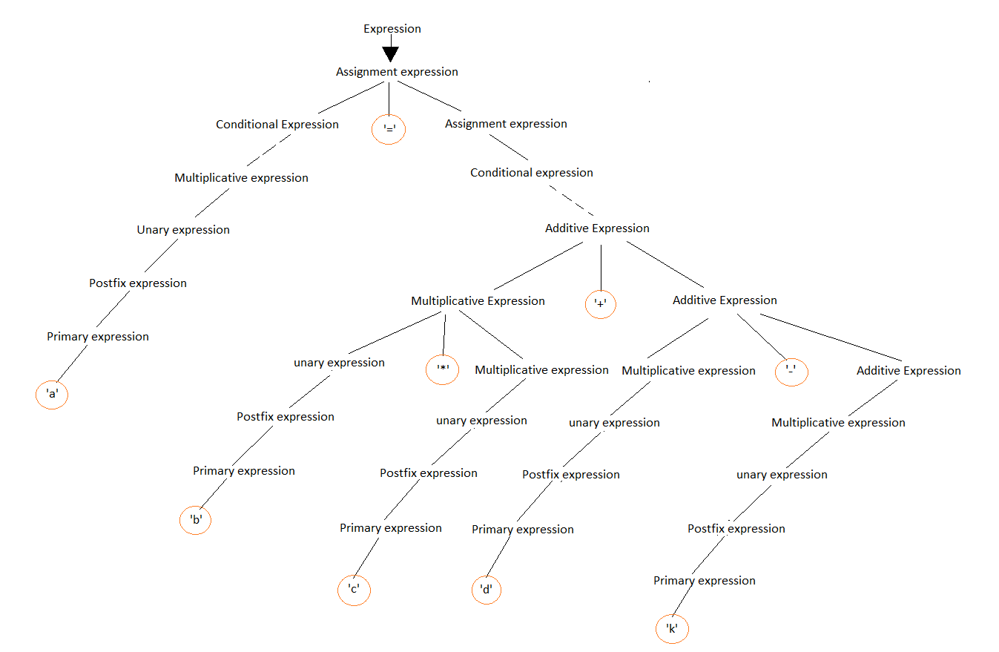 Expression
Assignment expression
Conditional Expression
'='
Assignment expression
Conditional expression
Multiplicative expression
Additive Expression
Unary expression
Postfix expression
Multiplicative Expression
'+'
Additive Expression
Primary expression
unary expression
'*'
Multiplicative expression
Multiplicative expression
'-'
Additive Expression
'a'
Postfix expression
unary expression
unary expression
Multiplicative expression
Primary expression
Postfix expression
Postfix expression
unary expression
'b'
Primary expression
Primary expression
Postfix expression
'c'
'd'
Primary expression
'k'